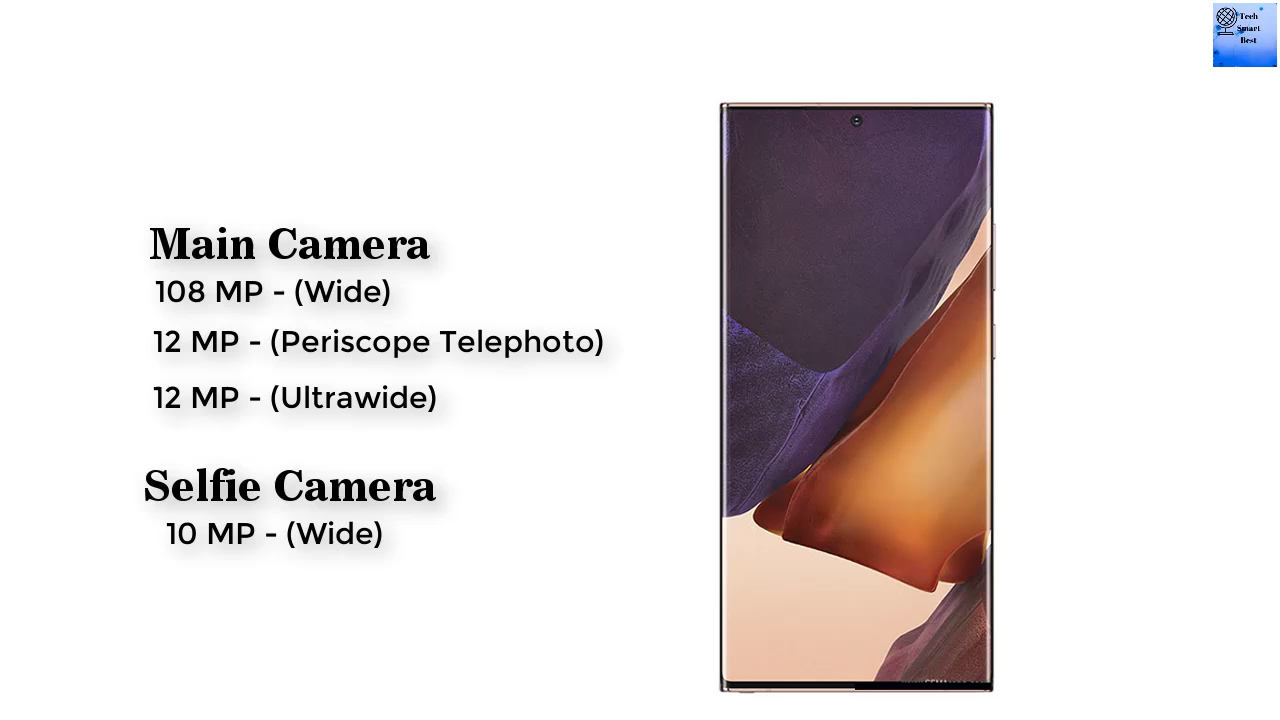 Tech
Smart
Best
Main Camera
108 MP - (Wide)
12 MP - (Periscope Telephoto)
12 MP - (Ultrawide)
Selfie Camera
10 MP - (Wide)